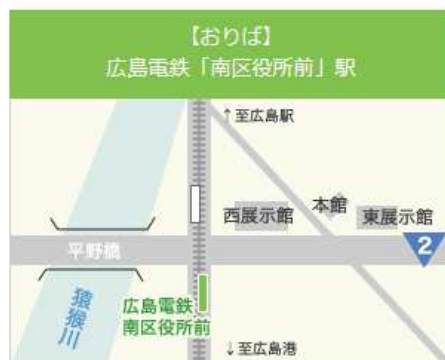 【おりば】
広島電鉄「南区役所前」駅
↑至広島駅
西展示館
本館
東展示館
平野橋
2
猿猴川
広島電鉄
南区役所前
↓至広島港